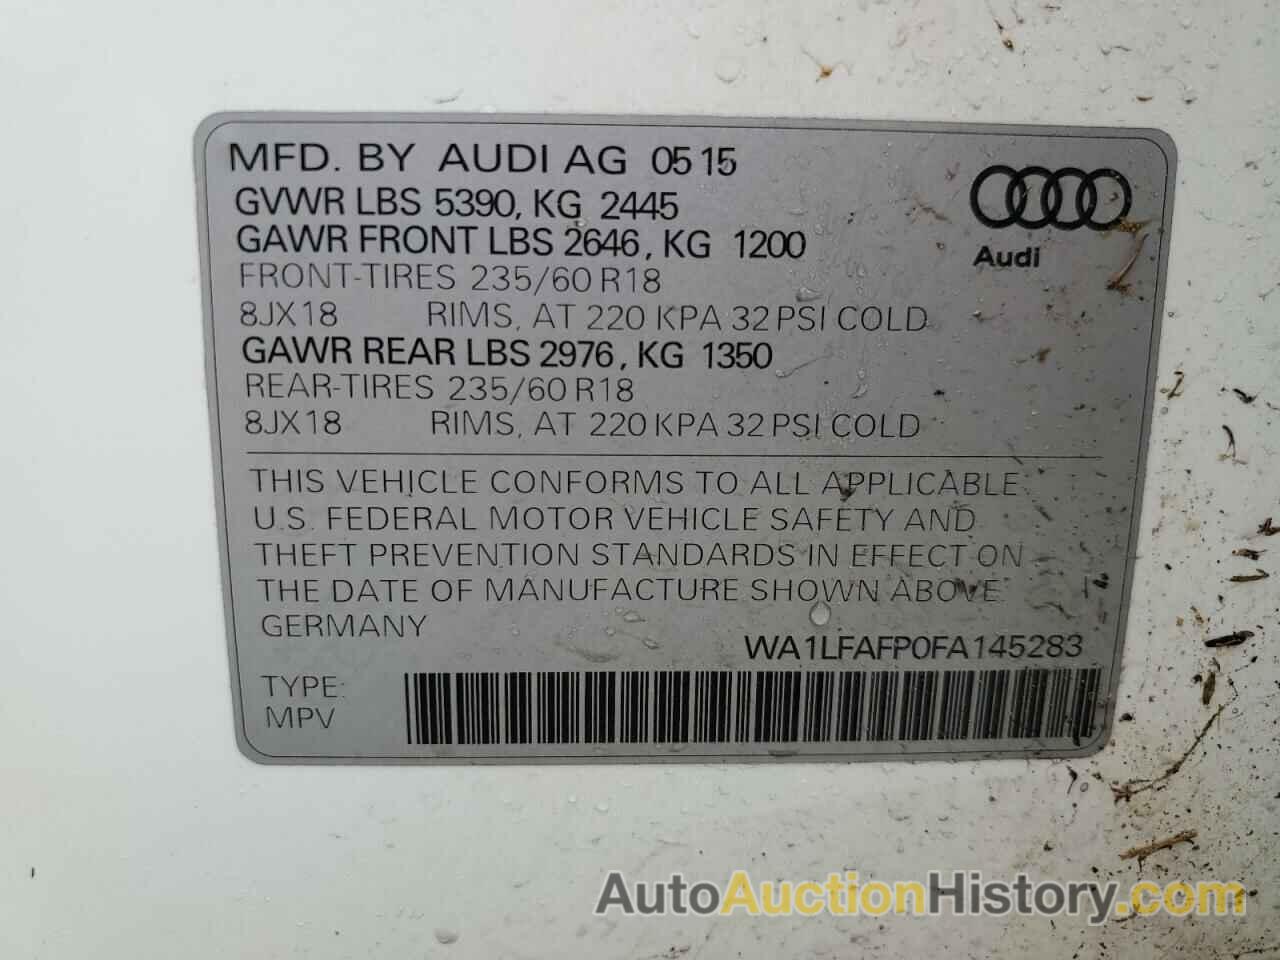 MFD. BY AUDI AG 05 15
GVWR LBS 5390, KG 2445
GAWR FRONT LBS 2646, KG 1200
FRONT-TIRES 235/60 R18
8JX18 RIMS, AT 220 KPA 32 PSI COLD
GAWR REAR LBS 2976, KG 1350
REAR-TIRES 235/60 R18
8JX18 RIMS, AT 220 KPA 32 PSI COLD
Audi
THIS VEHICLE CONFORMS TO ALL APPLICABLE
U.S. FEDERAL MOTOR VEHICLE SAFETY AND
THEFT PREVENTION STANDARDS IN EFFECT ON
THE DATE OF MANUFACTURE SHOWN ABOVE.
GERMANY
WA1LFAFP0FA145283
TYPE:
MPV
AutoAuctionHistory.com